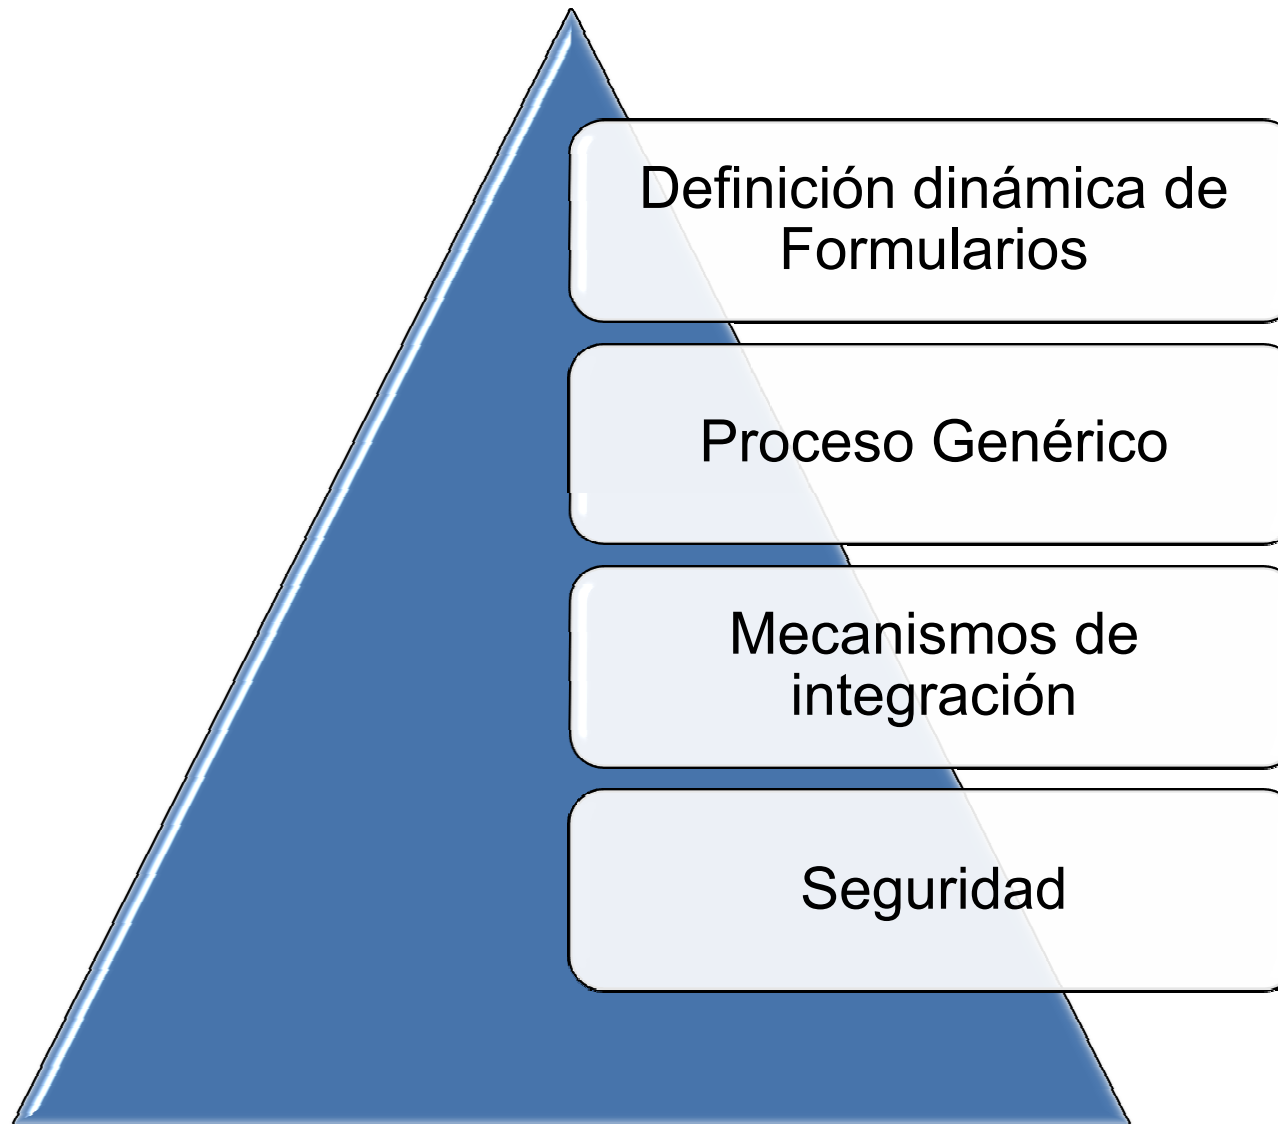 Definición dinámica de
Formularios
Proceso Genérico
Mecanismos de
integración
Seguridad